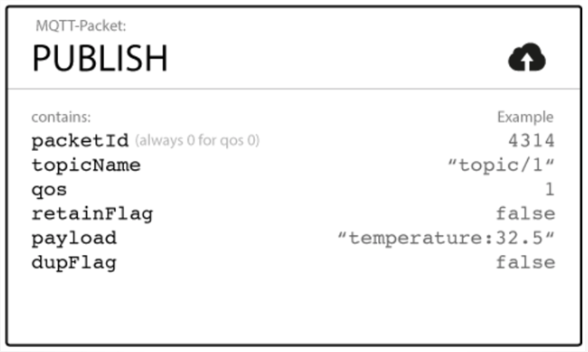 MQTT-Packet:
PUBLISH
contains: Example
packetId (always 0 for qos 0) 4314
topicName “topic/1“
qos 1
retainFlag false
payload “temperature:32.5“
dupFlag false